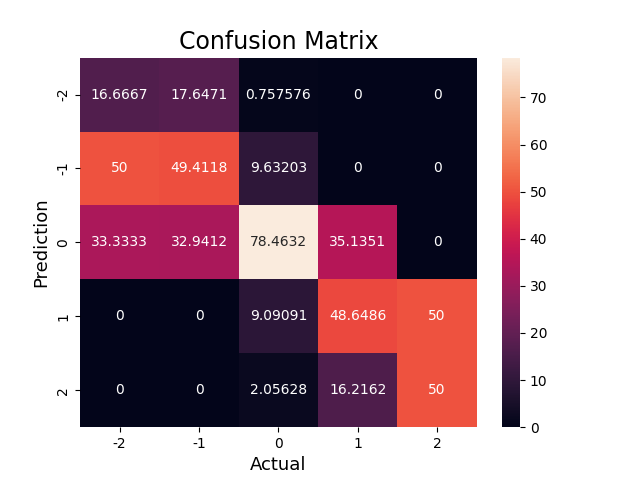 Confusion Matrix
-2 16.6667 17.6471 0.757576 0 0
-1 50 49.4118 9.63203 0 0
0 33.3333 32.9412 78.4632 35.1351 0
1 0 0 9.09091 48.6486 50
2 0 0 2.05628 16.2162 50
-2 -1 0 1 2
Prediction
Actual
70
60
50
40
30
20
10
0